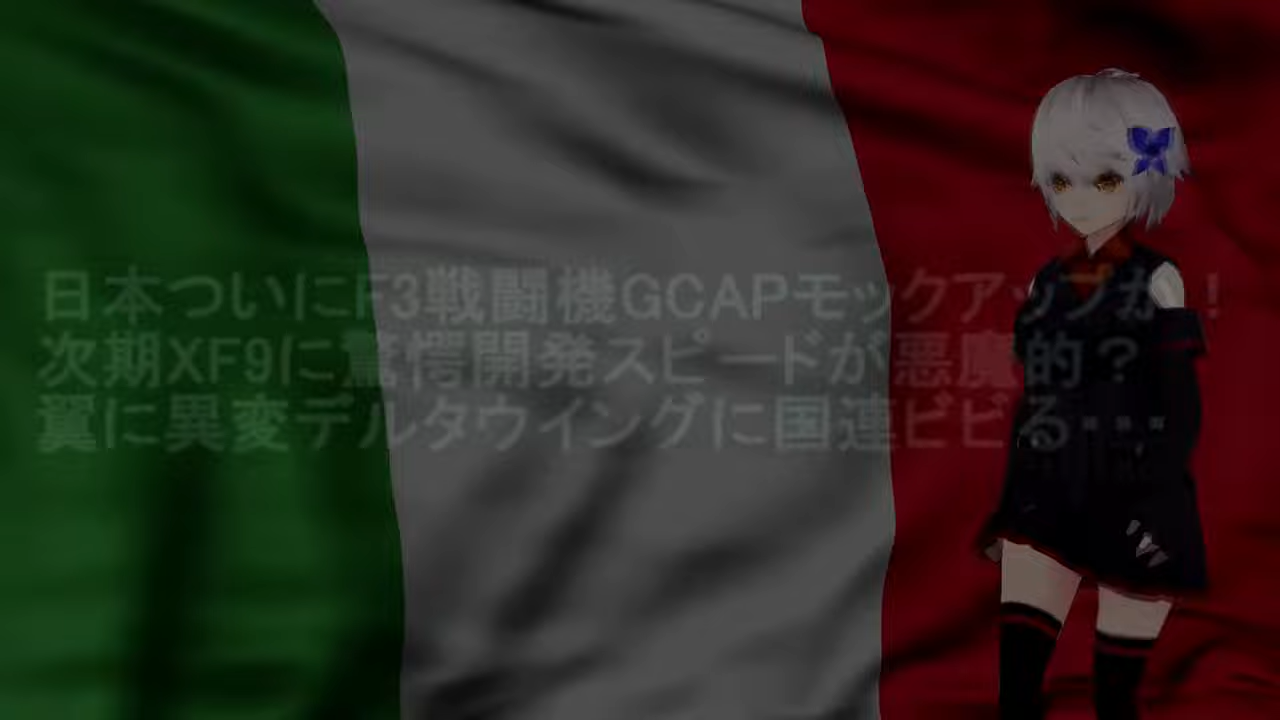 日本ついにF3戦闘機GCAPモックアップか！
次期XF9に驚愕開発スピードが悪魔的？
翼に異変デルタウイングに国連ビビる・・・